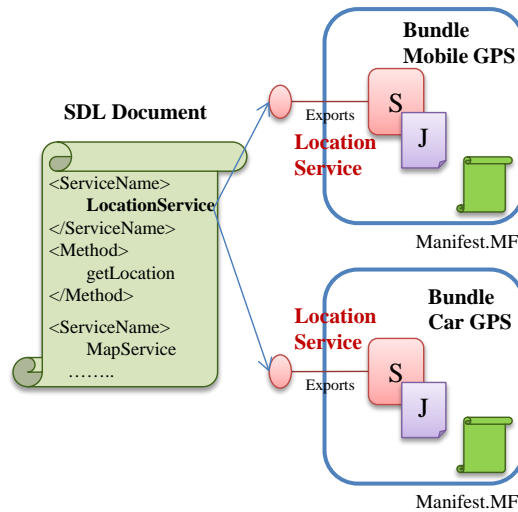 SDL Document
<ServiceName>
LocationService
</ServiceName>
<Method>
getLocation
</Method>
<ServiceName>
MapService
……..
Bundle
Mobile GPS
S
J
Exports
Location
Service
Manifest.MF
Bundle
Car GPS
Location
Service
S
J
Exports
Manifest.MF